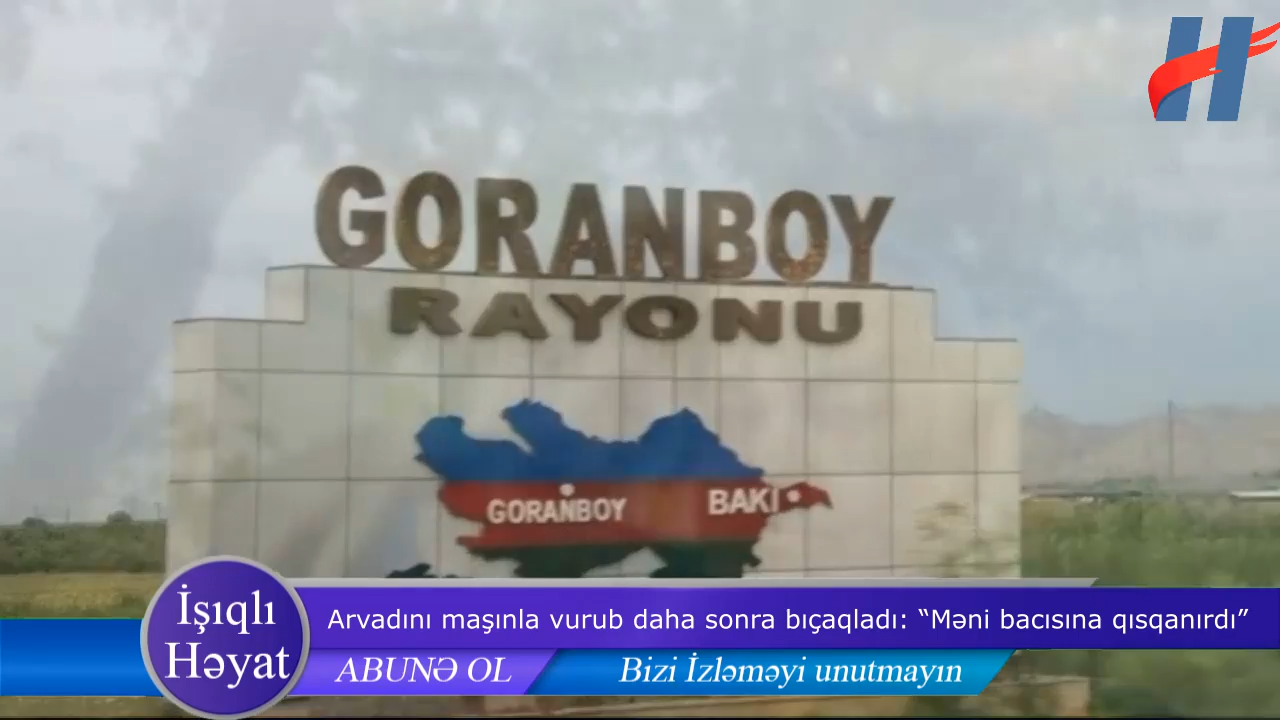 GORANBOY
RAYONU
GORANBOY
BAKI
İşıqlı
Həyat
Arvadını maşınla vurub daha sonra bıçaqladı: “Məni bacısına qısqanırdı”
ABUNƏ OL
Bizi İzləməyi unutmayın
H